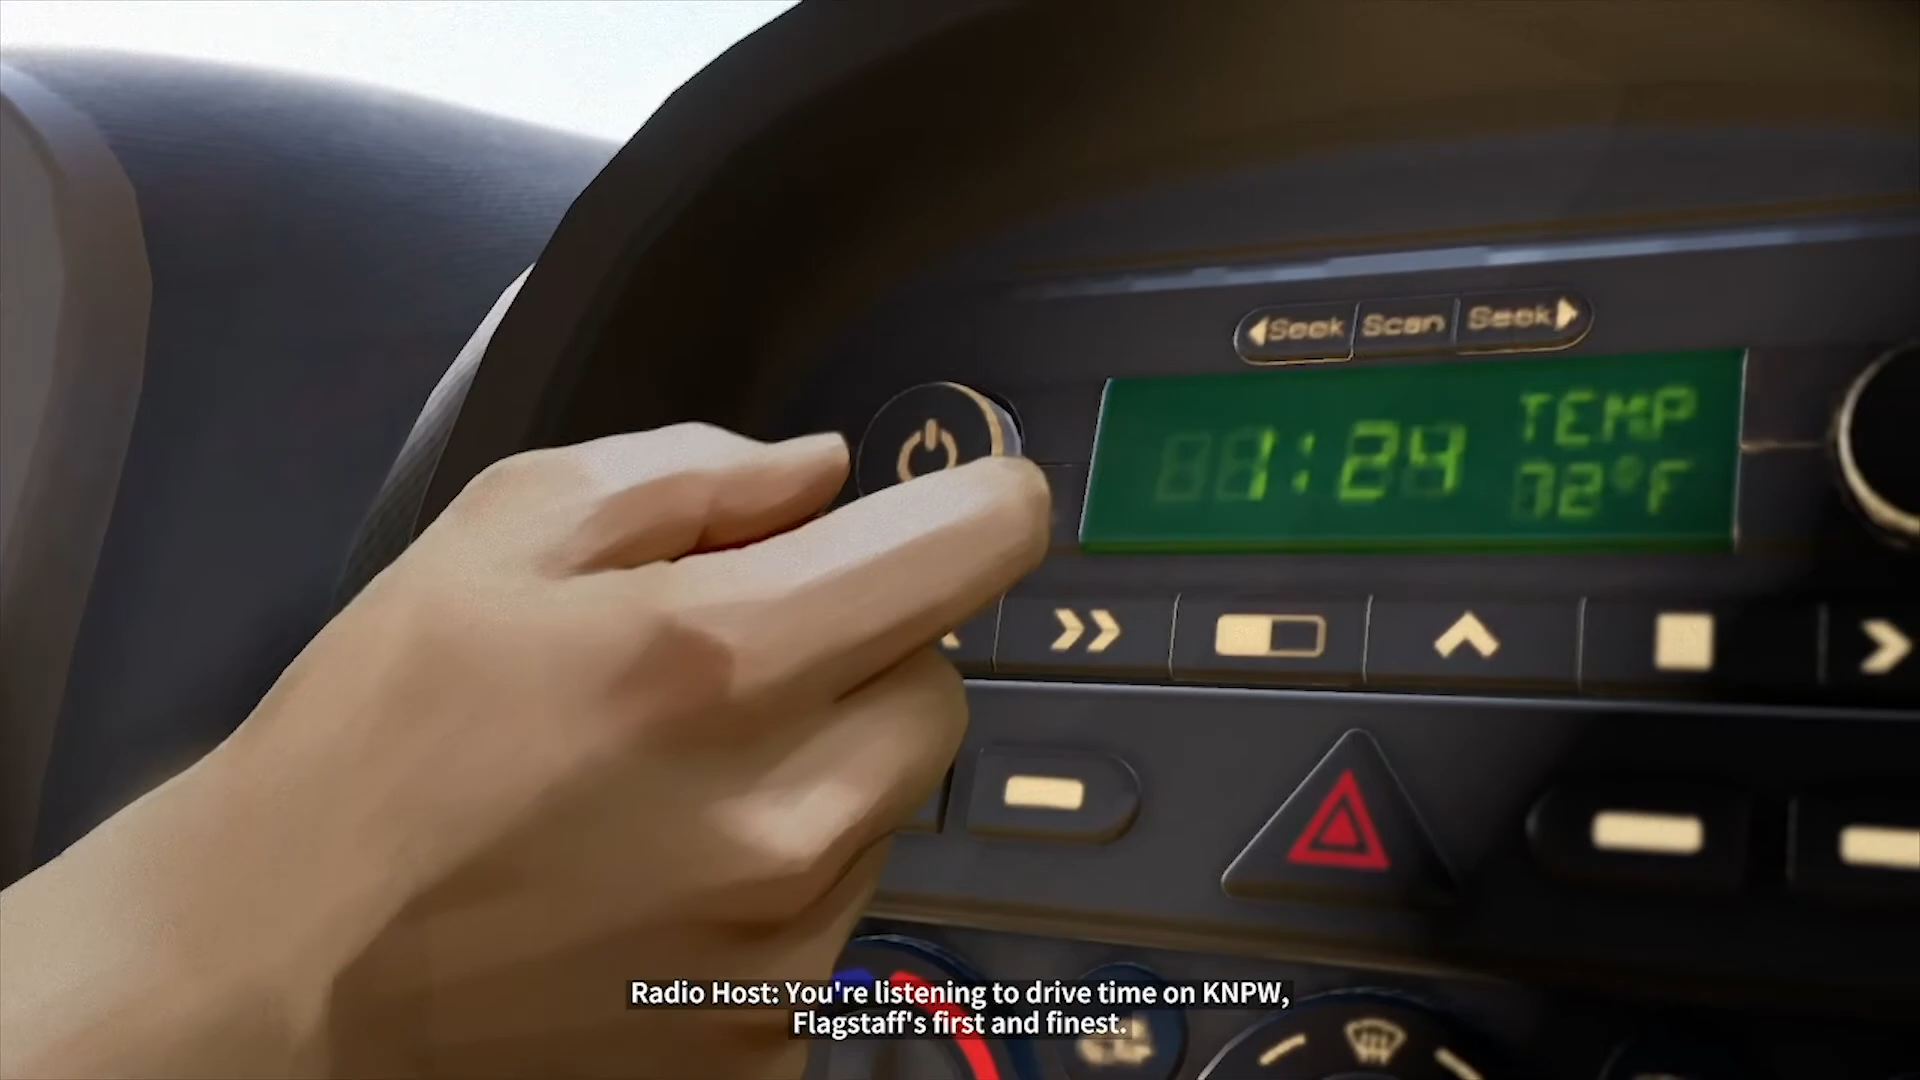 Seek Scan Seek
1:24
TEMP
72°F
Radio Host: You're listening to drive time on KNPW,
Flagstaff's first and finest.